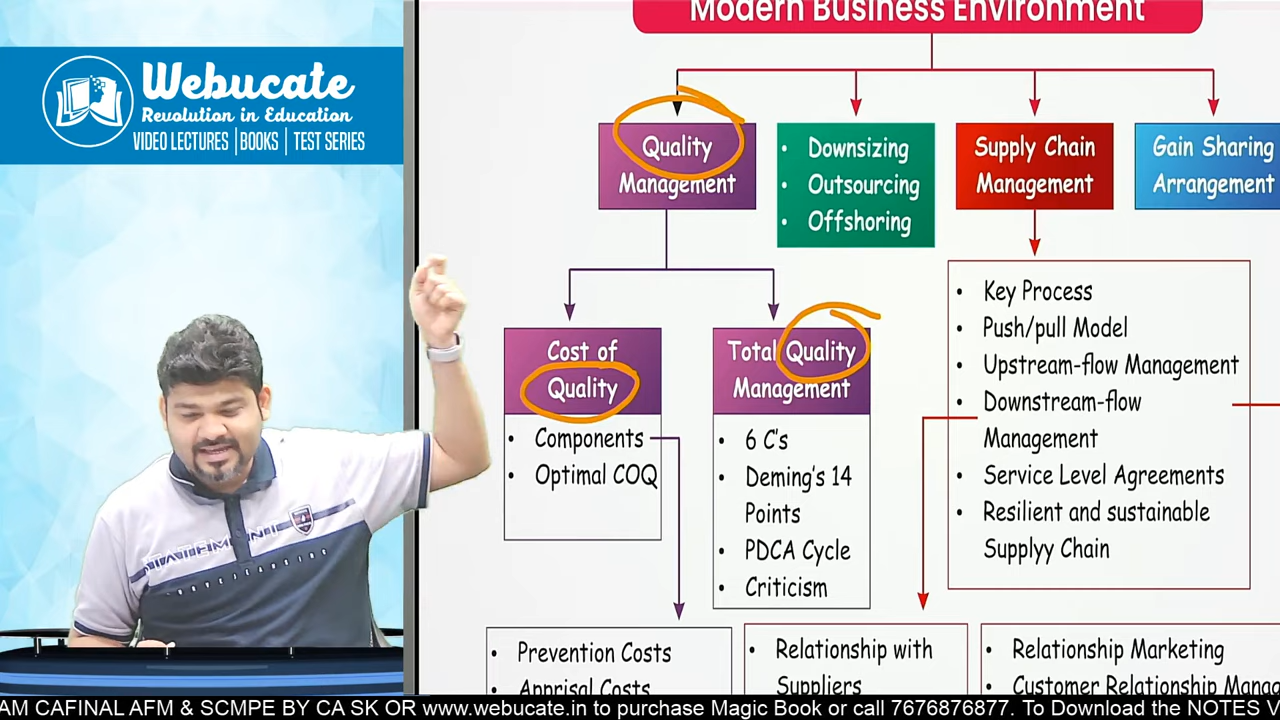 Webucate
Revolution in Education
VIDEO LECTURES | BOOKS | TEST SERIES
Modern Business Environment
Quality
Management
• Downsizing
• Outsourcing
• Offshoring
Supply Chain
Management
Gain Sharing
Arrangement
Cost of
Quality
• Components
• Optimal COQ
Total Quality
Management
• 6 C's
• Deming's 14
Points
• PDCA Cycle
• Criticism
• Key Process
• Push/pull Model
• Upstream-flow Management
• Downstream-flow
Management
• Service Level Agreements
• Resilient and sustainable
Supplyy Chain
• Prevention Costs
• Apprisal Costs
• Relationship with
Suppliers
• Relationship Marketing
• Customer Relationship
AM CAFINAL AFM & SCMPE BY CA SK OR www.webucate.in to purchase Magic Book or call 7676876877. To Download the NOTES V